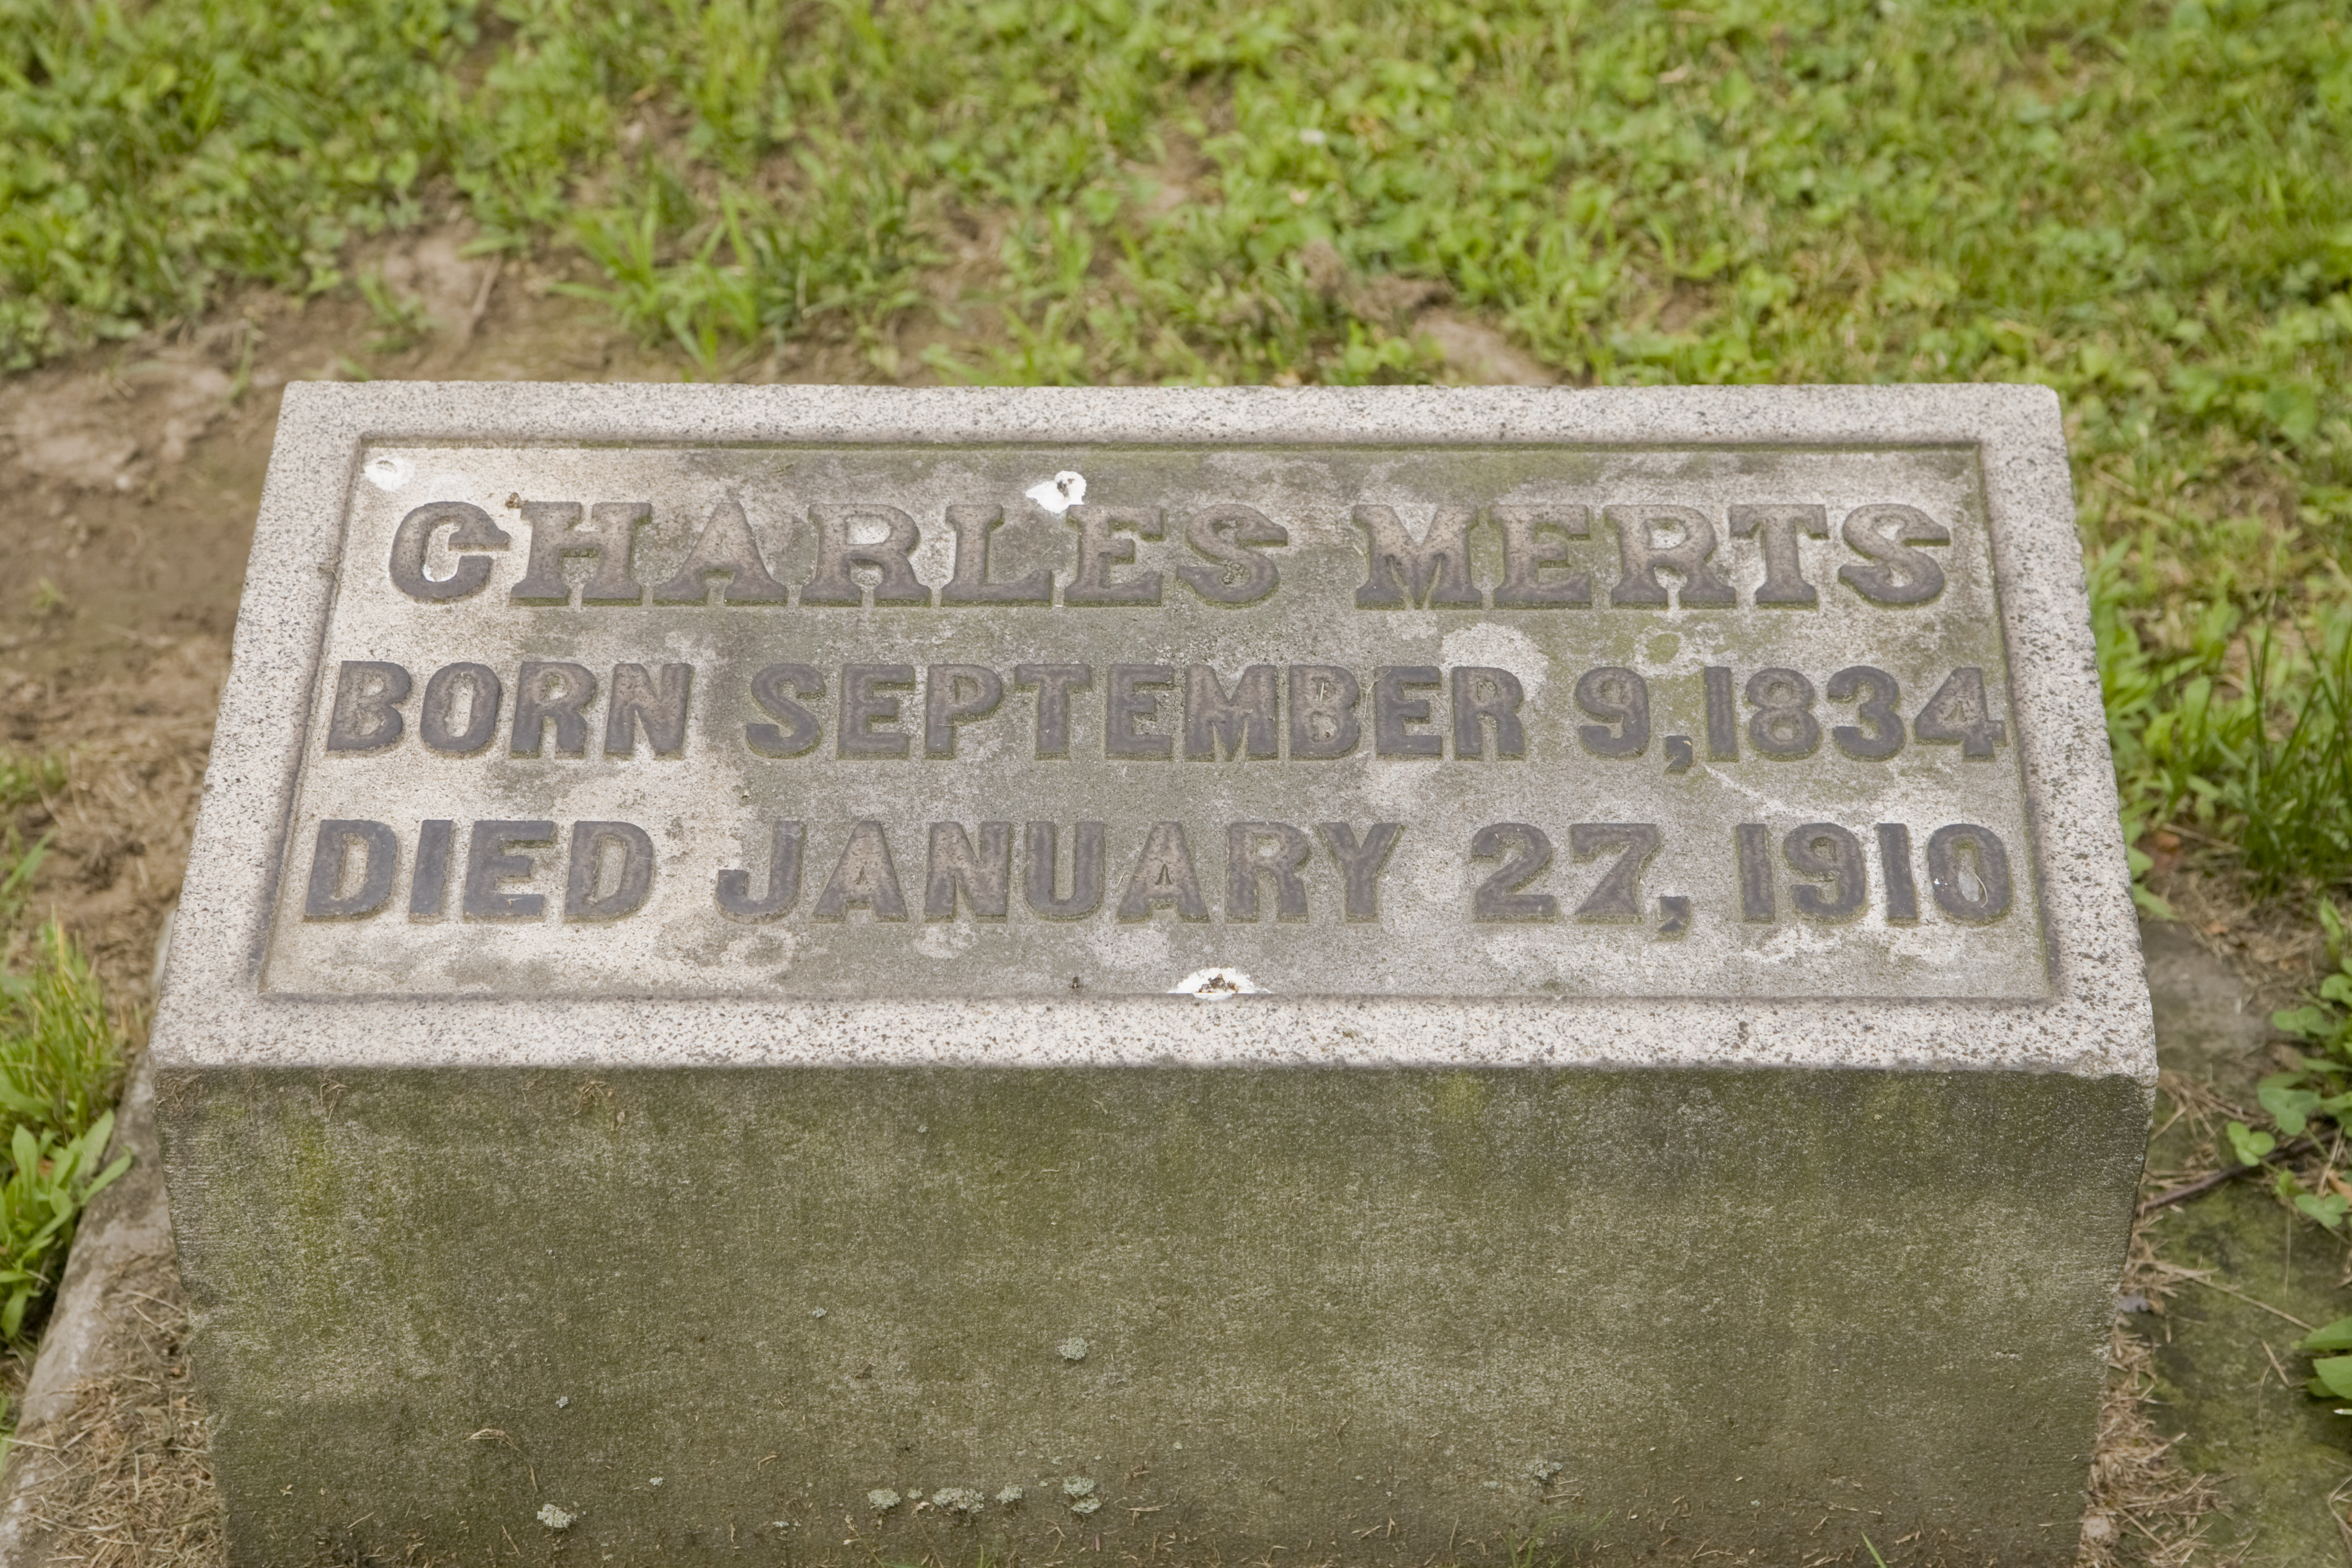 CHARLES MERTS
BORN SEPTEMBER 9, 1834
DIED JANUARY 27, 1910